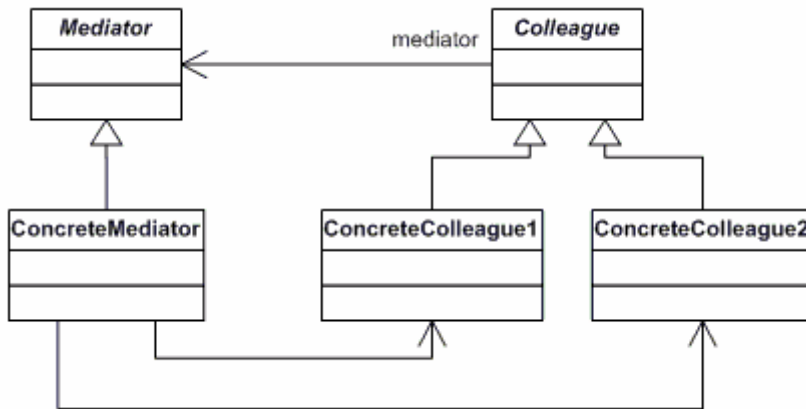 Mediator
mediator
Colleague
ConcreteMediator
ConcreteColleague1
ConcreteColleague2